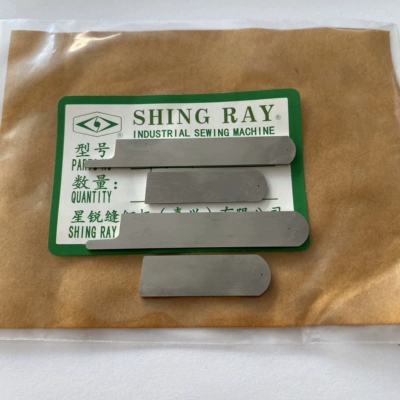 SHING RAY®
INDUSTRIAL SEWING MACHINE
型号
数量:
QUANTITY
星锐缝
SHING RAY